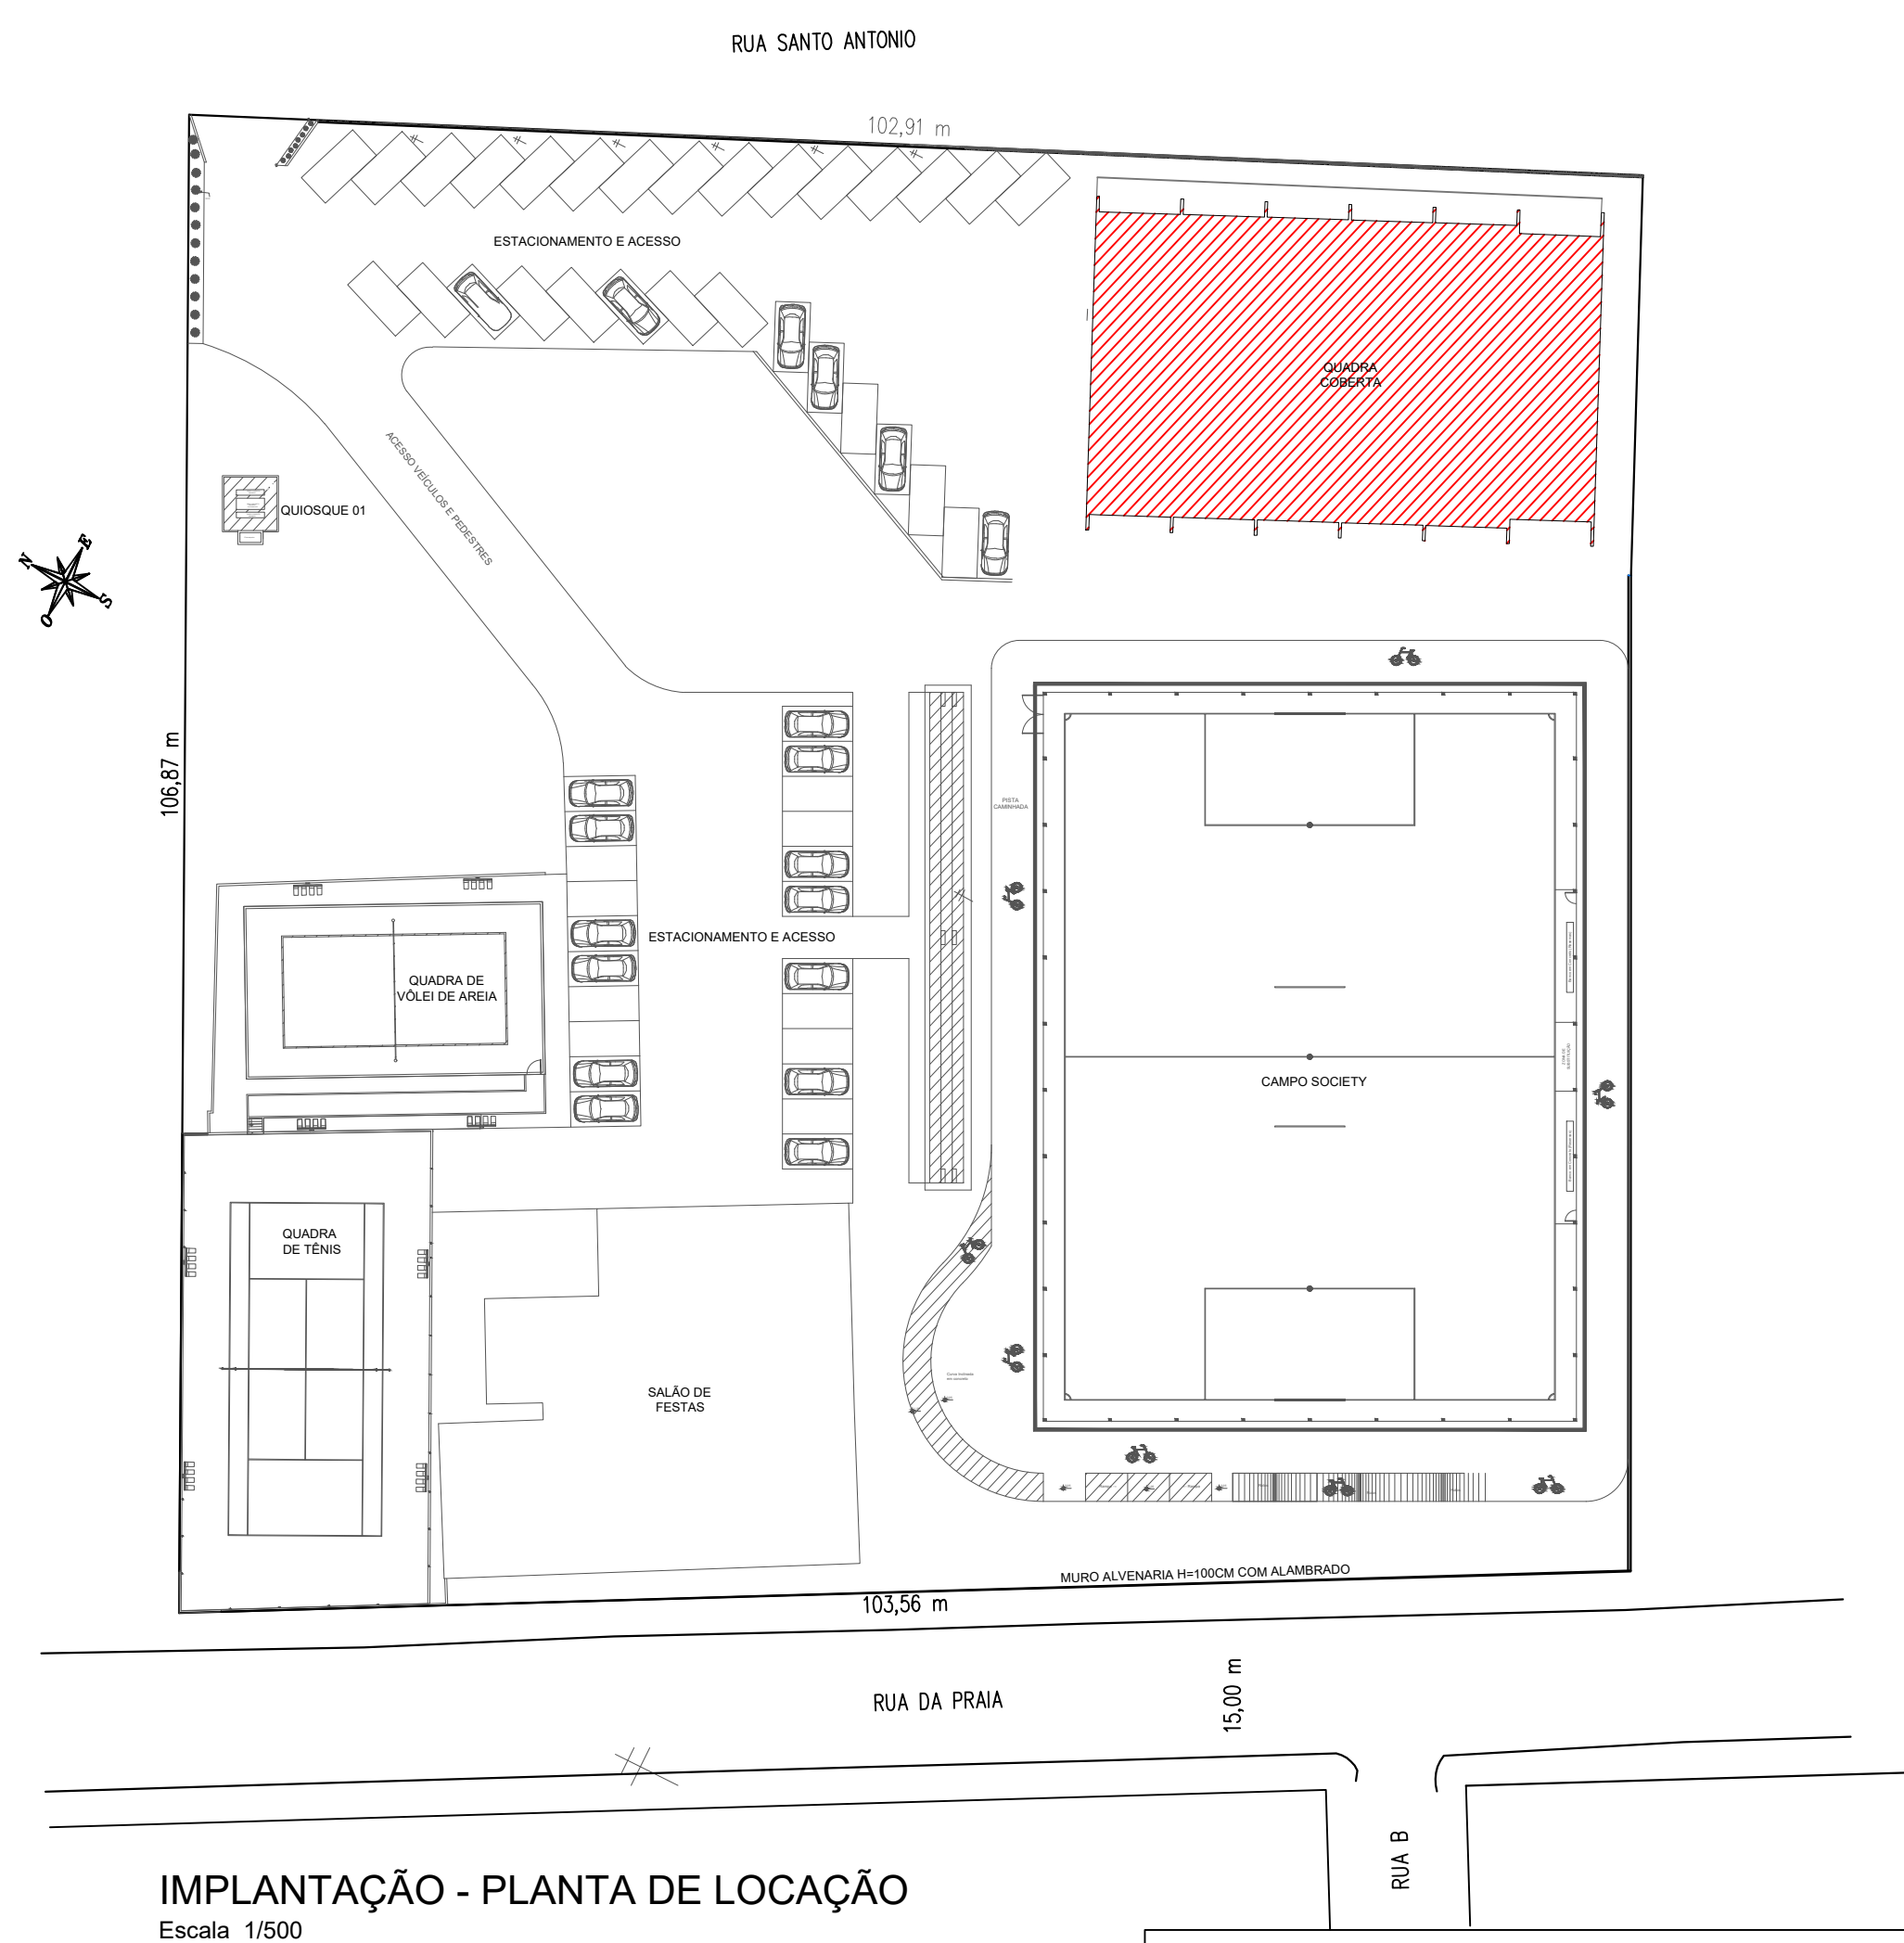 RUA SANTO ANTONIO
102,91 m
ESTACIONAMENTO E ACESSO
QUADRA
COBERTA
ACESSO VEÍCULOS E PEDESTRES
QUIOSQUE 01
N
E
S
O
106,87 m
PISTA
CAMINHADA
ESTACIONAMENTO E ACESSO
QUADRA DE
VÔLEI DE AREIA
CAMPO SOCIETY
QUADRA
DE TÊNIS
SALÃO DE
FESTAS
MURO ALVENARIA H=100CM COM ALAMBRADO
103,56 m
RUA DA PRAIA
15,00 m
RUA B
IMPLANTAÇÃO - PLANTA DE LOCAÇÃO
Escala 1/500